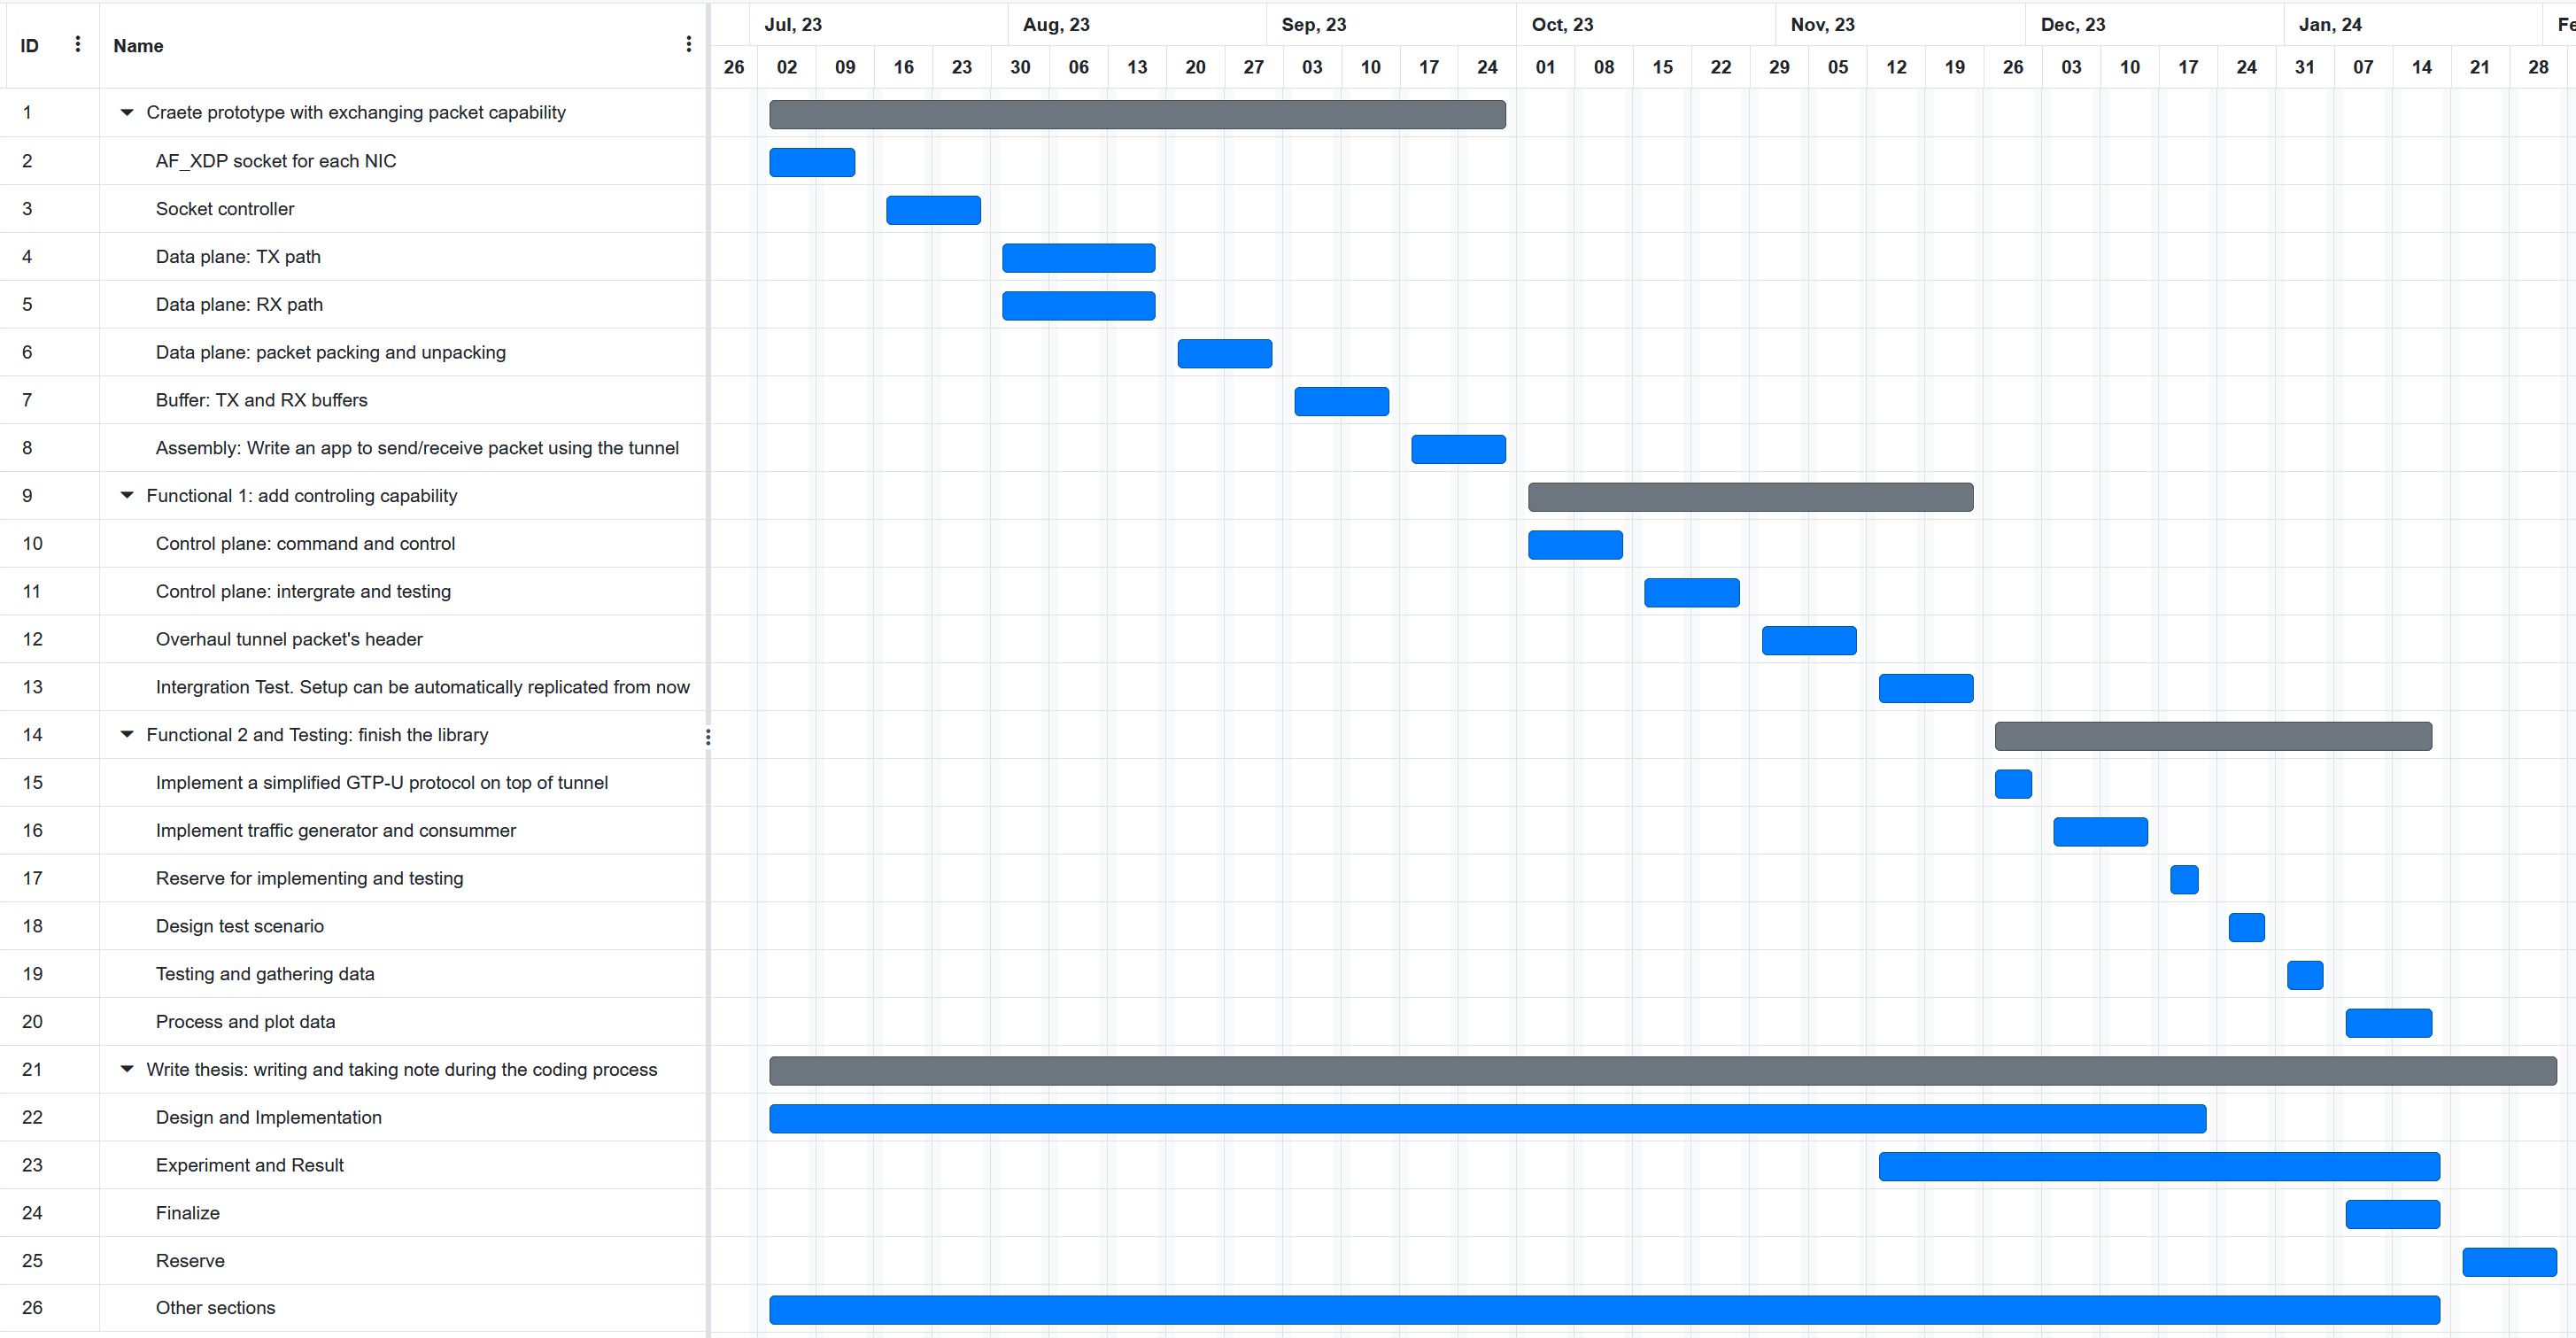 ID Name Jul, 23 Aug, 23 Sep, 23 Oct, 23 Nov, 23 Dec, 23 Jan, 24 Fe
26 02 09 16 23 30 06 13 20 27 03 10 17 24 01 08 15 22 29 05 12 19 26 03 10 17 24 31 07 14 21 28
1 Craete prototype with exchanging packet capability
2 AF_XDP socket for each NIC
3 Socket controller
4 Data plane: TX path
5 Data plane: RX path
6 Data plane: packet packing and unpacking
7 Buffer: TX and RX buffers
8 Assembly: Write an app to send/receive packet using the tunnel
9 Functional 1: add controling capability
10 Control plane: command and control
11 Control plane: intergrate and testing
12 Overhaul tunnel packet's header
13 Intergration Test. Setup can be automatically replicated from now
14 Functional 2 and Testing: finish the library
15 Implement a simplified GTP-U protocol on top of tunnel
16 Implement traffic generator and consummer
17 Reserve for implementing and testing
18 Design test scenario
19 Testing and gathering data
20 Process and plot data
21 Write thesis: writing and taking note during the coding process
22 Design and Implementation
23 Experiment and Result
24 Finalize
25 Reserve
26 Other sections